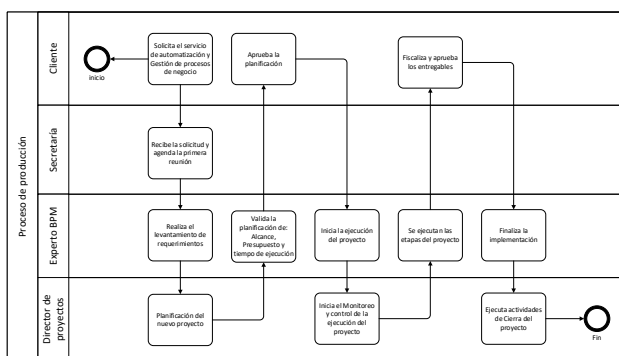 Proceso de producción
Cliente
inicio
Solicita el servicio
de automatización y
Gestión de procesos
de negocio
Aprueba la
planificación
Fiscaliza y aprueba
los entregables
Secretaría
Recibe la solicitud y
agenda la primera
reunión
Experto BPM
Realiza el
levantamiento de
requerimientos
Valida la
planificación de:
Alcance,
Presupuesto y
tiempo de ejecución
Inicia la ejecución
del proyecto
Se ejecutan las
etapas del proyecto
Finaliza la
implementación
Director de
proyectos
Planificación del
nuevo proyecto
Inicia el Monitoreo
y control de la
ejecución del
proyecto
Ejecuta actividades
de Cierra del
proyecto
Fin